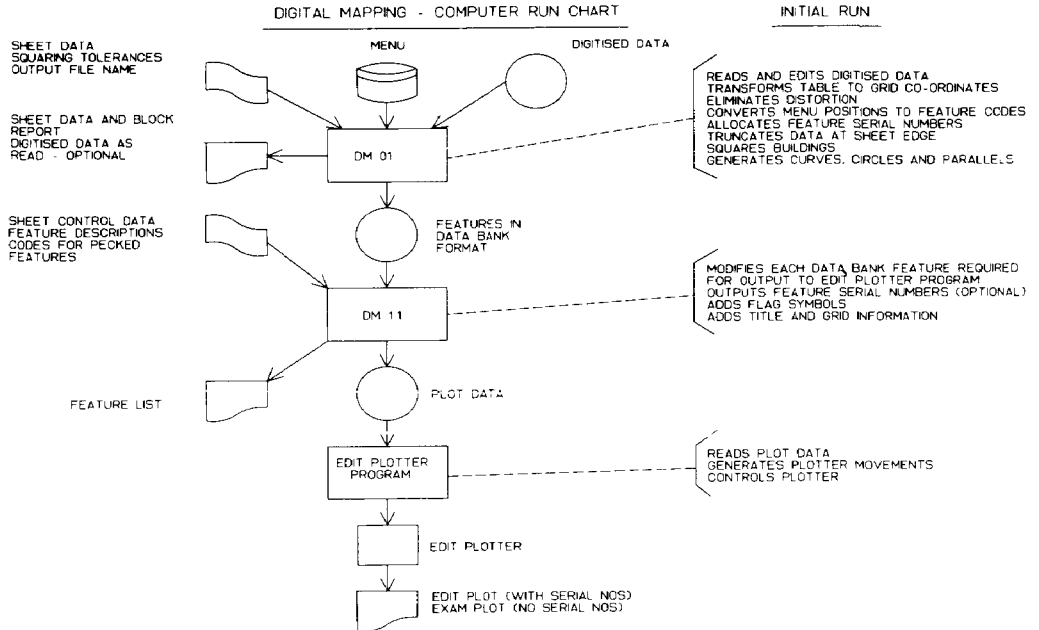 DIGITAL MAPPING - COMPUTER RUN CHART
INITIAL RUN
SHEET DATA
SQUARING TOLERANCES
OUTPUT FILE NAME
MENU
DIGITISED DATA
READS AND EDITS DIGITISED DATA
TRANSFORMS TABLE TO GRID CO-ORDINATES
ELIMINATES DISTORTION
CONVERTS MENU POSITIONS TO FEATURE CODES
ALLOCATES FEATURE SERIAL NUMBERS
TRUNCATES DATA AT SHEET EDGE
SQUARES BUILDINGS
GENERATES CURVES, CIRCLES AND PARALLELS
SHEET DATA AND BLOCK
REPORT
DIGITISED DATA AS
READ - OPTIONAL
DM 01
SHEET CONTROL DATA
FEATURE DESCRIPTIONS
CODES FOR PECKED
FEATURES
FEATURES IN
DATA BANK
FORMAT
MODIFIES EACH DATA BANK FEATURE REQUIRED
FOR OUTPUT TO EDIT PLOTTER PROGRAM
OUTPUTS FEATURE SERIAL NUMBERS (OPTIONAL)
ADDS FLAG SYMBOLS
ADDS TITLE AND GRID INFORMATION
DM 11
FEATURE LIST
PLOT DATA
EDIT PLOTTER
PROGRAM
READS PLOT DATA
GENERATES PLOTTER MOVEMENTS
CONTROLS PLOTTER
EDIT PLOTTER
EDIT PLOT (WITH SERIAL NOS)
EXAM PLOT (NO SERIAL NOS)